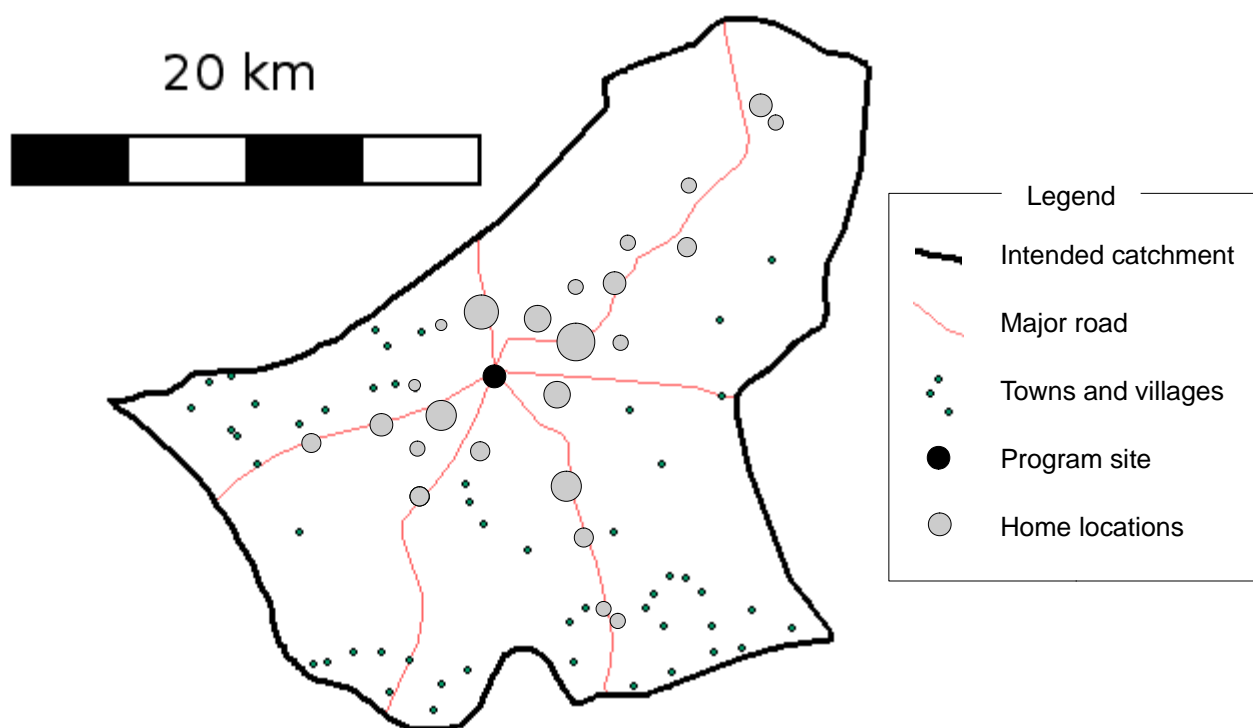 20 km
Legend
Intended catchment
Major road
Towns and villages
Program site
Home locations